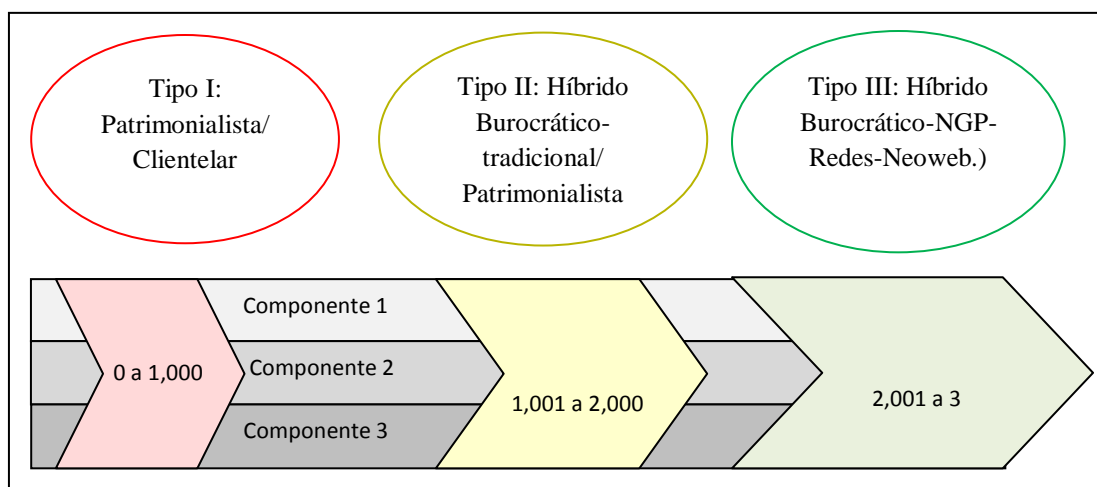 Tipo I:
Patrimonialista/
Clientelar
Tipo II: Híbrido
Burocrático-
tradicional/
Patrimonialista
Tipo III: Híbrido
Burocrático-NGP-
Redes-Neoweb.)
Componente 1
Componente 2
Componente 3
0 a 1,000
1,001 a 2,000
2,001 a 3